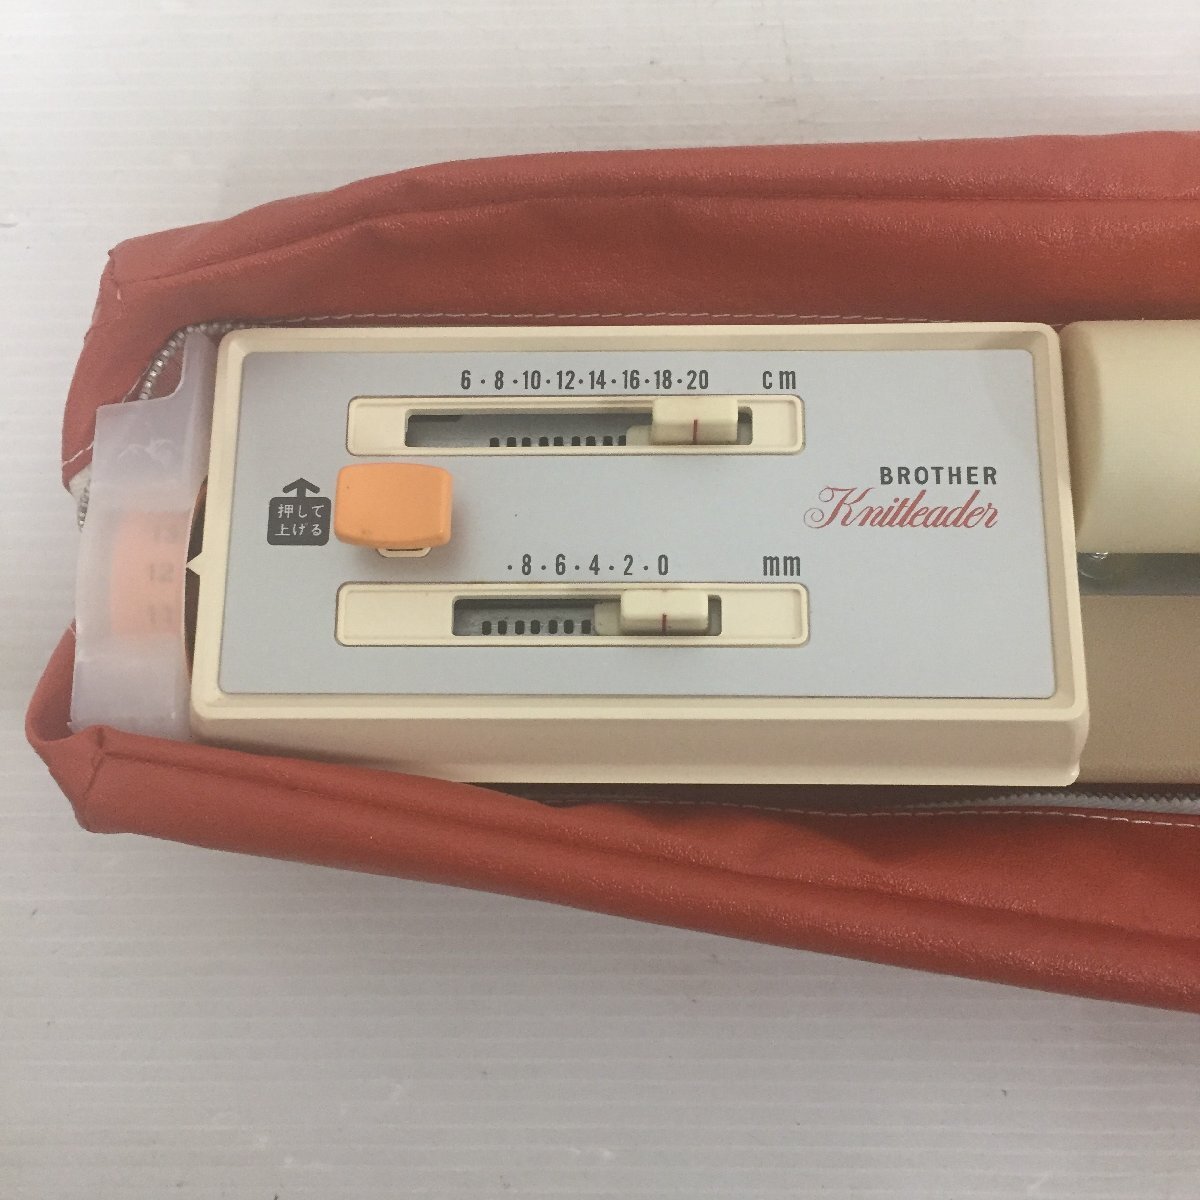 6・8・10・12・14・16・18・20 cm
押して
上げる
BROTHER
Knitleader
・8・6・4・2・0 mm